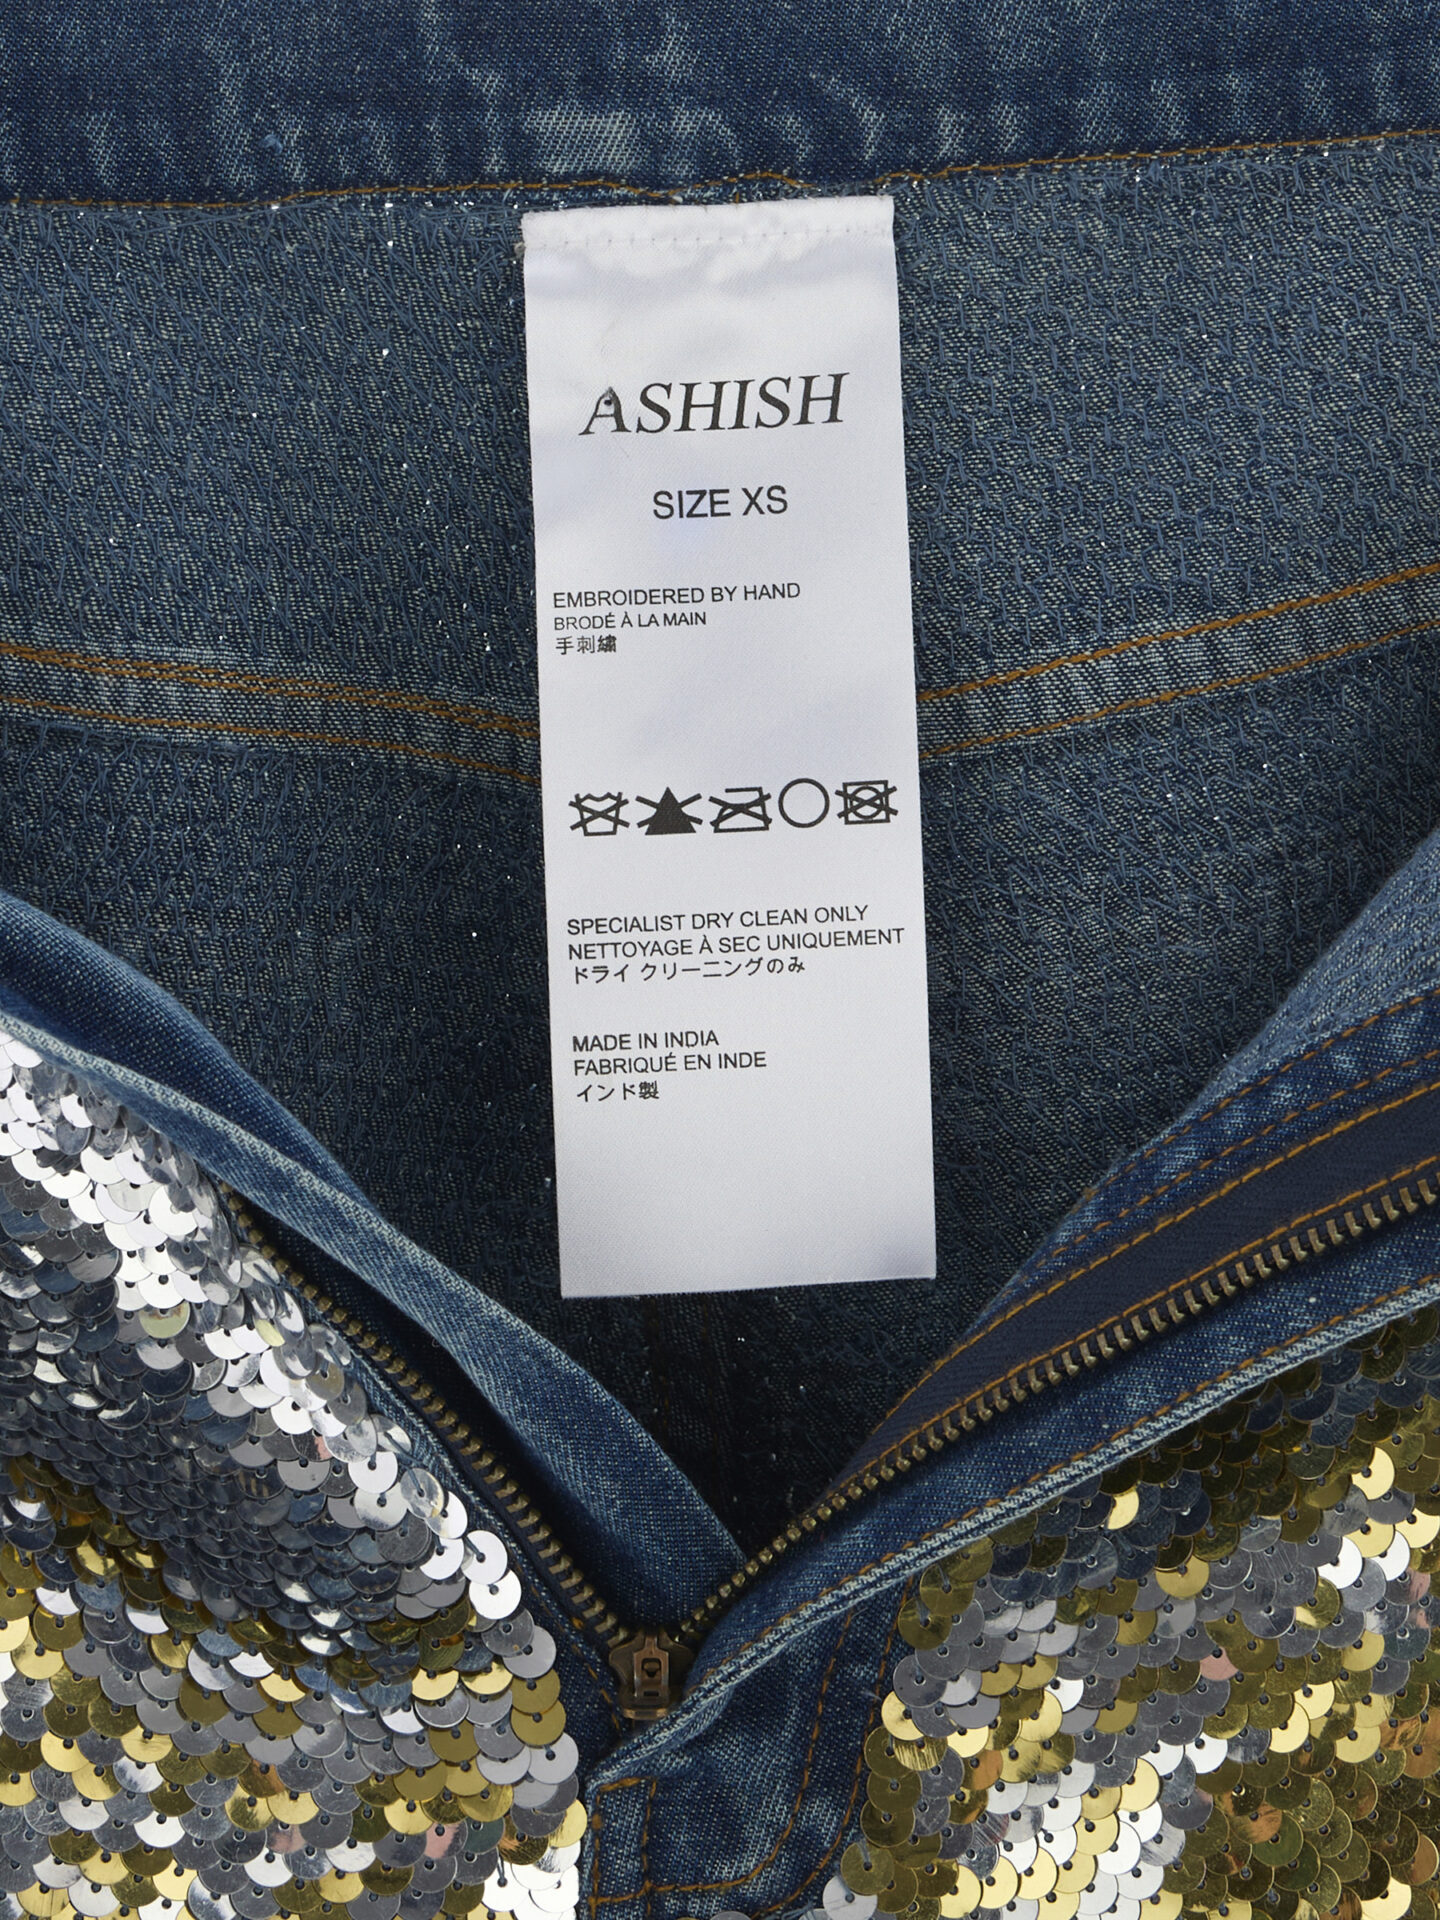 ASHISH
SIZE XS
EMBROIDERED BY HAND
BRODÉ À LA MAIN
手刺繍
SPECIALIST DRY CLEAN ONLY
NETTOYAGE À SEC UNIQUEMENT
ドライ クリーニングのみ
MADE IN INDIA
FABRIQUÉ EN INDE
インド製